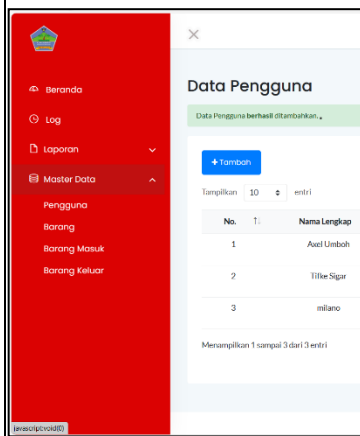 Beranda
Log
Laporan
Master Data
Pengguna
Barang
Barang Masuk
Barang Keluar
javascript:void(0)
Data Pengguna
Data Pengguna berhasil ditambahkan.
+ Tambah
Tampilkan 10 entri
No. Nama Lengkap
1 Axel Umboh
2 Tilke Sigar
3 milano
Menampilkan 1 sampai 3 dari 3 entri